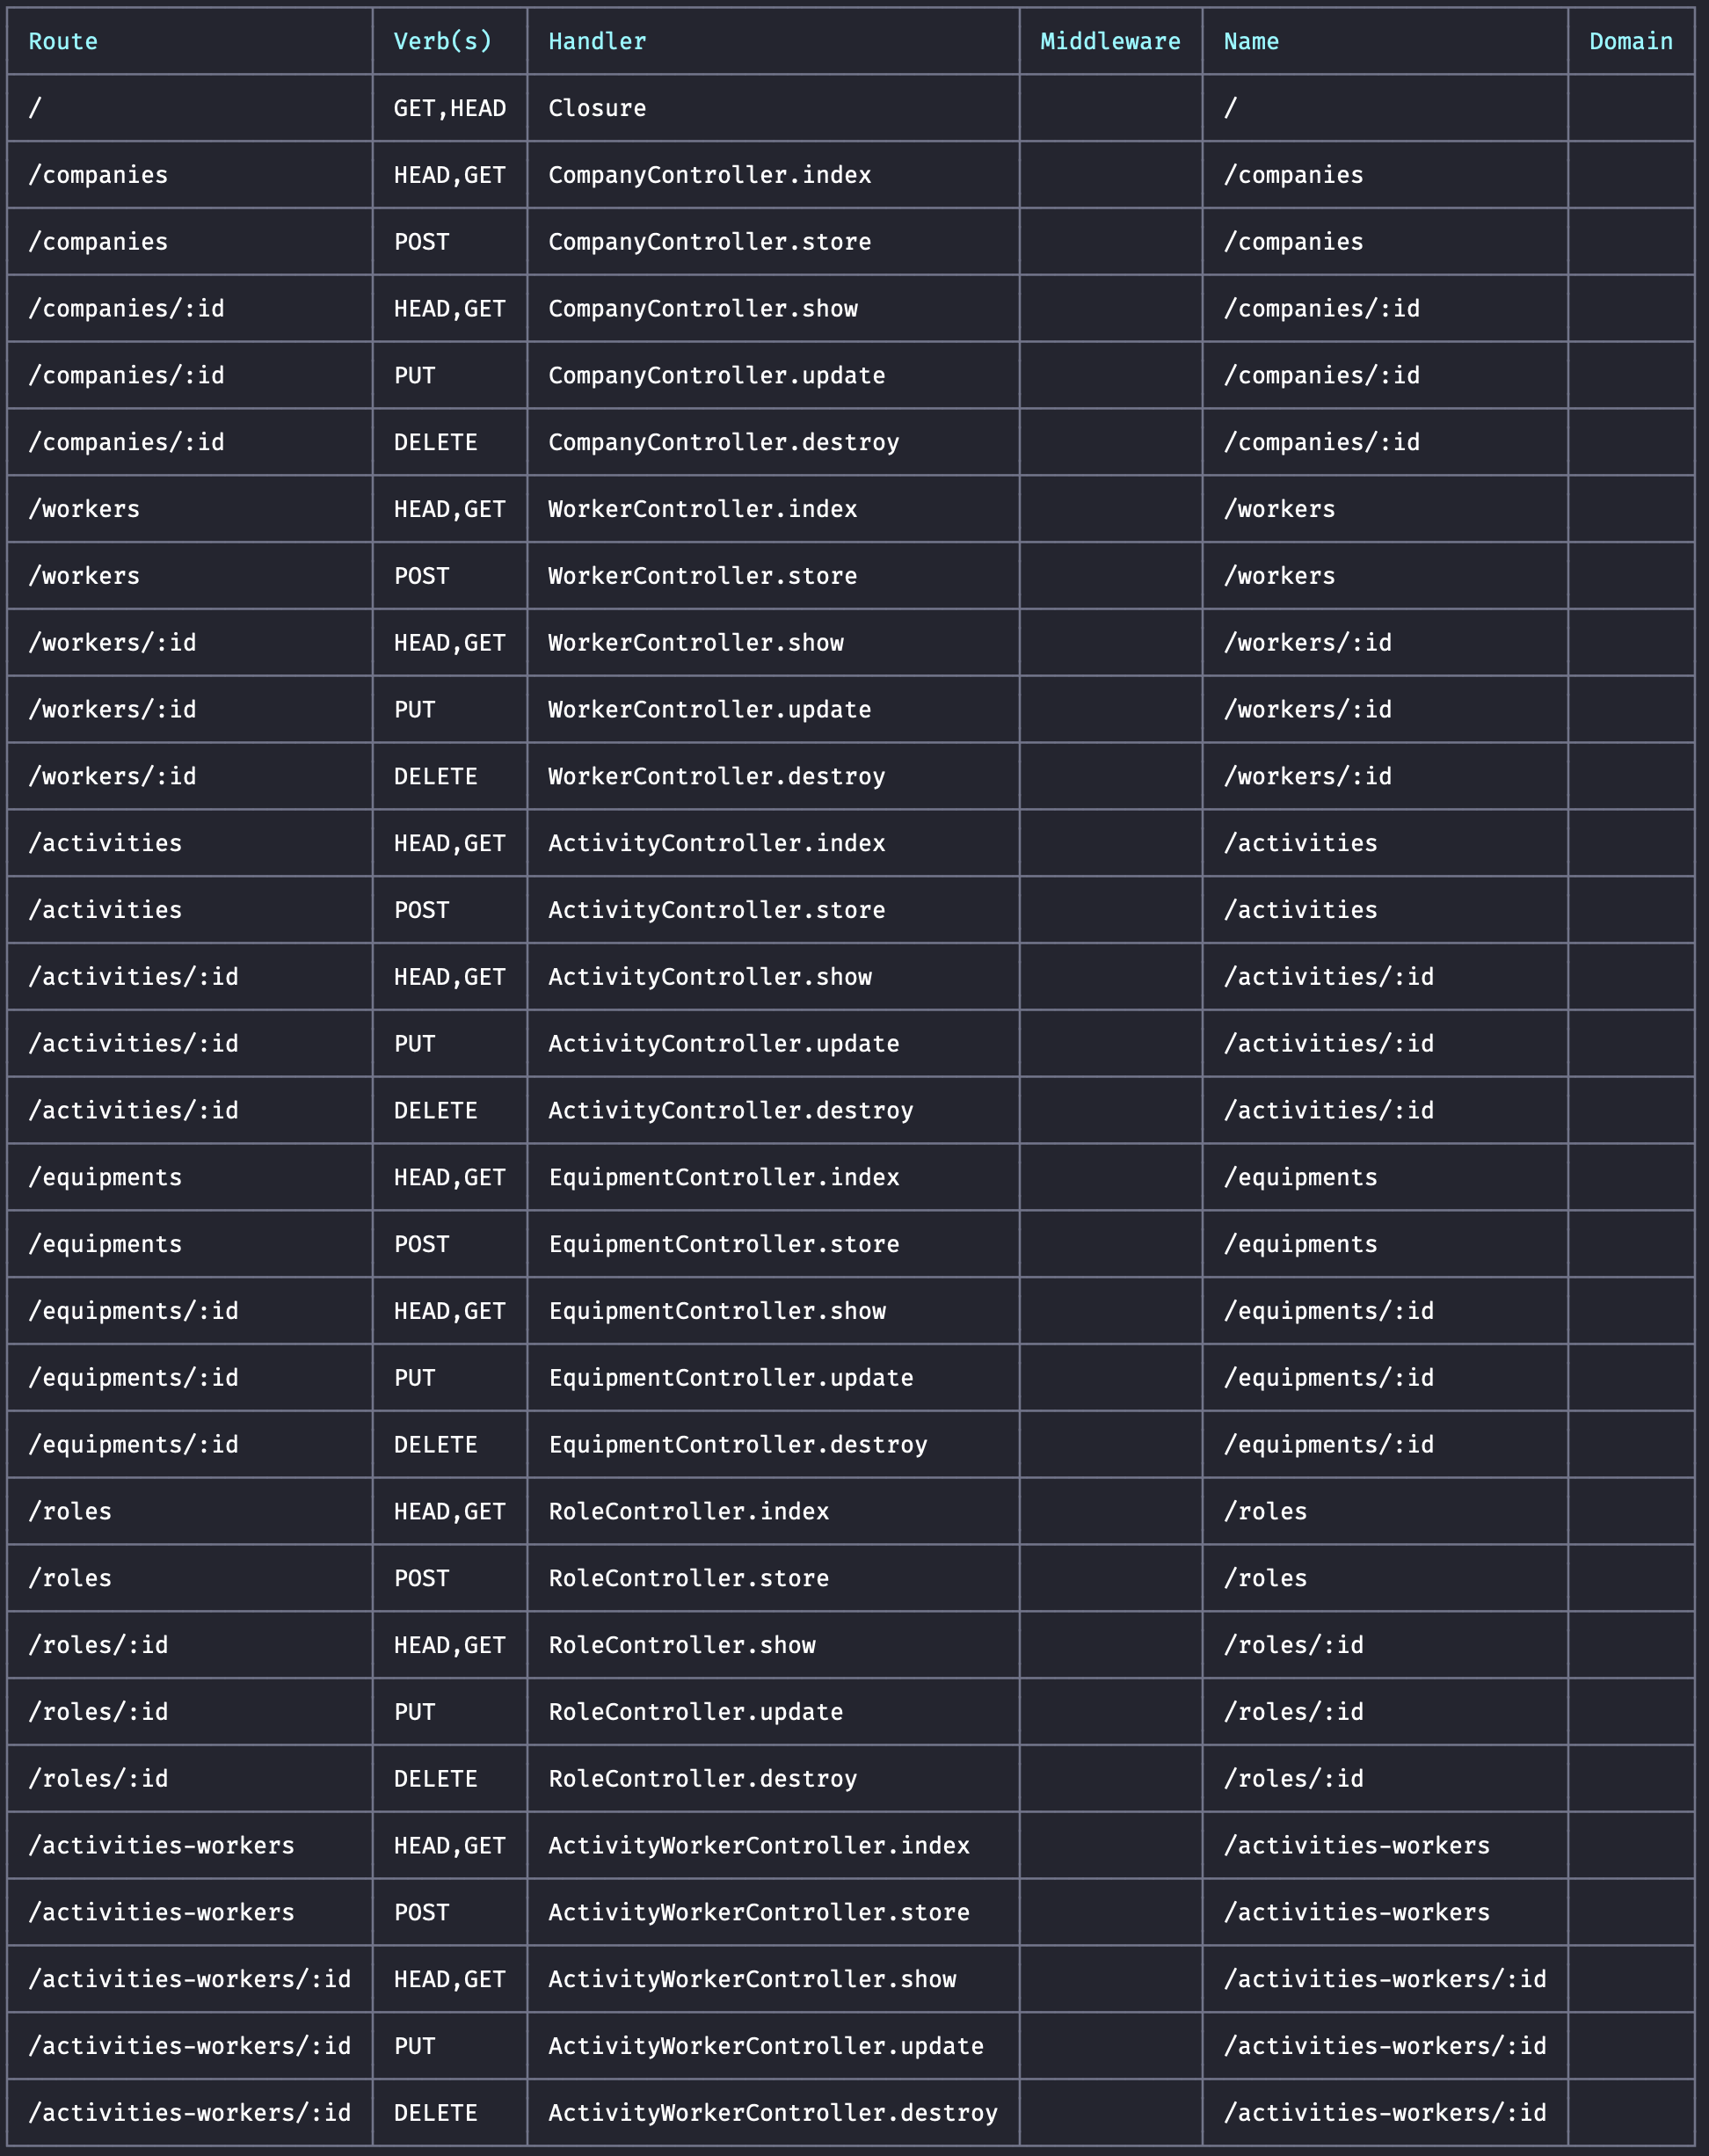 Route Verb(s) Handler Middleware Name Domain
/ GET,HEAD Closure /
/companies HEAD,GET CompanyController.index /companies
/companies POST CompanyController.store /companies
/companies/:id HEAD,GET CompanyController.show /companies/:id
/companies/:id PUT CompanyController.update /companies/:id
/companies/:id DELETE CompanyController.destroy /companies/:id
/workers HEAD,GET WorkerController.index /workers
/workers POST WorkerController.store /workers
/workers/:id HEAD,GET WorkerController.show /workers/:id
/workers/:id PUT WorkerController.update /workers/:id
/workers/:id DELETE WorkerController.destroy /workers/:id
/activities HEAD,GET ActivityController.index /activities
/activities POST ActivityController.store /activities
/activities/:id HEAD,GET ActivityController.show /activities/:id
/activities/:id PUT ActivityController.update /activities/:id
/activities/:id DELETE ActivityController.destroy /activities/:id
/equipments HEAD,GET EquipmentController.index /equipments
/equipments POST EquipmentController.store /equipments
/equipments/:id HEAD,GET EquipmentController.show /equipments/:id
/equipments/:id PUT EquipmentController.update /equipments/:id
/equipments/:id DELETE EquipmentController.destroy /equipments/:id
/roles HEAD,GET RoleController.index /roles
/roles POST RoleController.store /roles
/roles/:id HEAD,GET RoleController.show /roles/:id
/roles/:id PUT RoleController.update /roles/:id
/roles/:id DELETE RoleController.destroy /roles/:id
/activities-workers HEAD,GET ActivityWorkerController.index /activities-workers
/activities-workers POST ActivityWorkerController.store /activities-workers
/activities-workers/:id HEAD,GET ActivityWorkerController.show /activities-workers/:id
/activities-workers/:id PUT ActivityWorkerController.update /activities-workers/:id
/activities-workers/:id DELETE ActivityWorkerController.destroy /activities-workers/:id